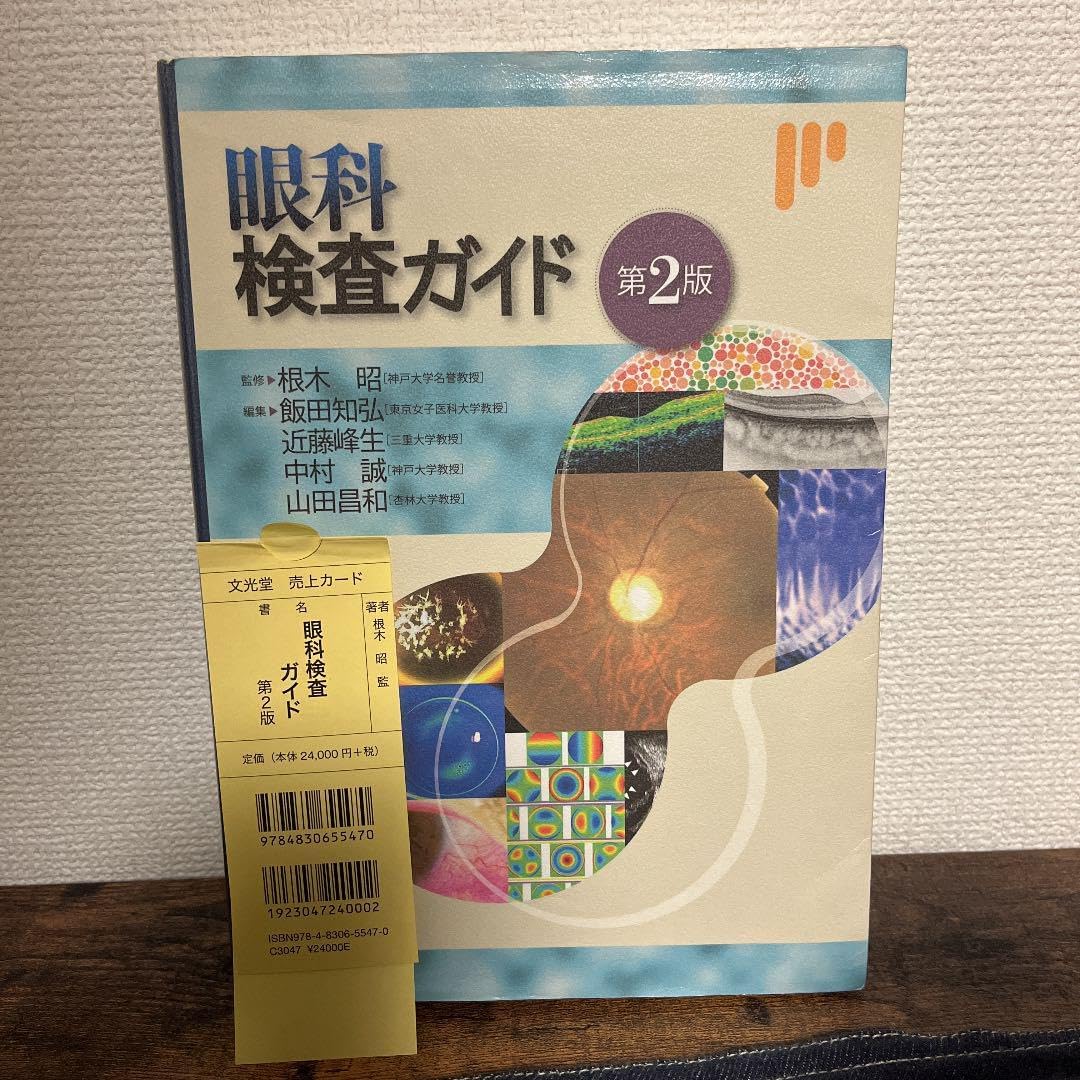 眼科
検査ガイド
第2版
監修▶根木 昭[神戸大学名誉教授]
編集▶飯田知弘[東京女子医科大学教授]
近藤峰生[三重大学教授]
中村 誠[神戸大学教授]
山田昌和[杏林大学教授]
文光堂 売上カード
著者
根木 昭 監
書名
眼科検査
ガイド
第2版
定価(本体 24,000 円+税)
9784830655470
1923047240002
ISBN978-4-8306-5547-0
C3047 ¥24000E